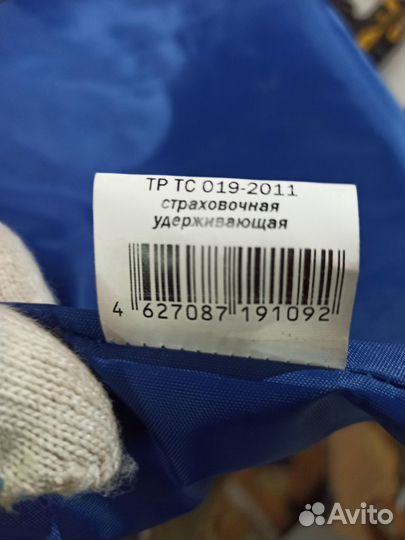 ТР ТС 019-2011
страховочная
удерживающая
4 627087 191092
Avito